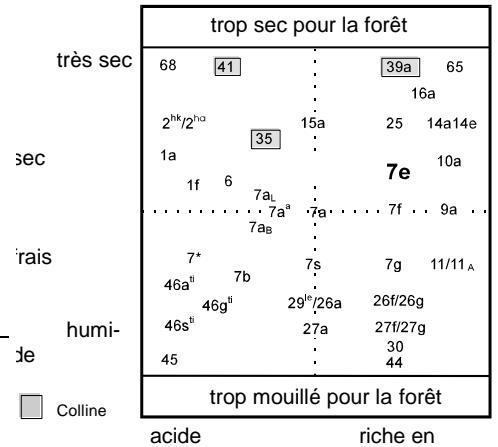 trop sec pour la forêt
très sec 68 41 39a 65
16a
2hk/2ha 15a 25 14a14e
35
sec 1a 10a
7e
1f 6
7aL
7aa 7a 7f 9a
7aB
frais 7* 7s 7g 11/11A
46ati 7b
46gti 29le/26a 26f/26g
humi- 46sti 27a 27f/27g
30
de 45 44
trop mouillé pour la forêt
Colline
acide riche en